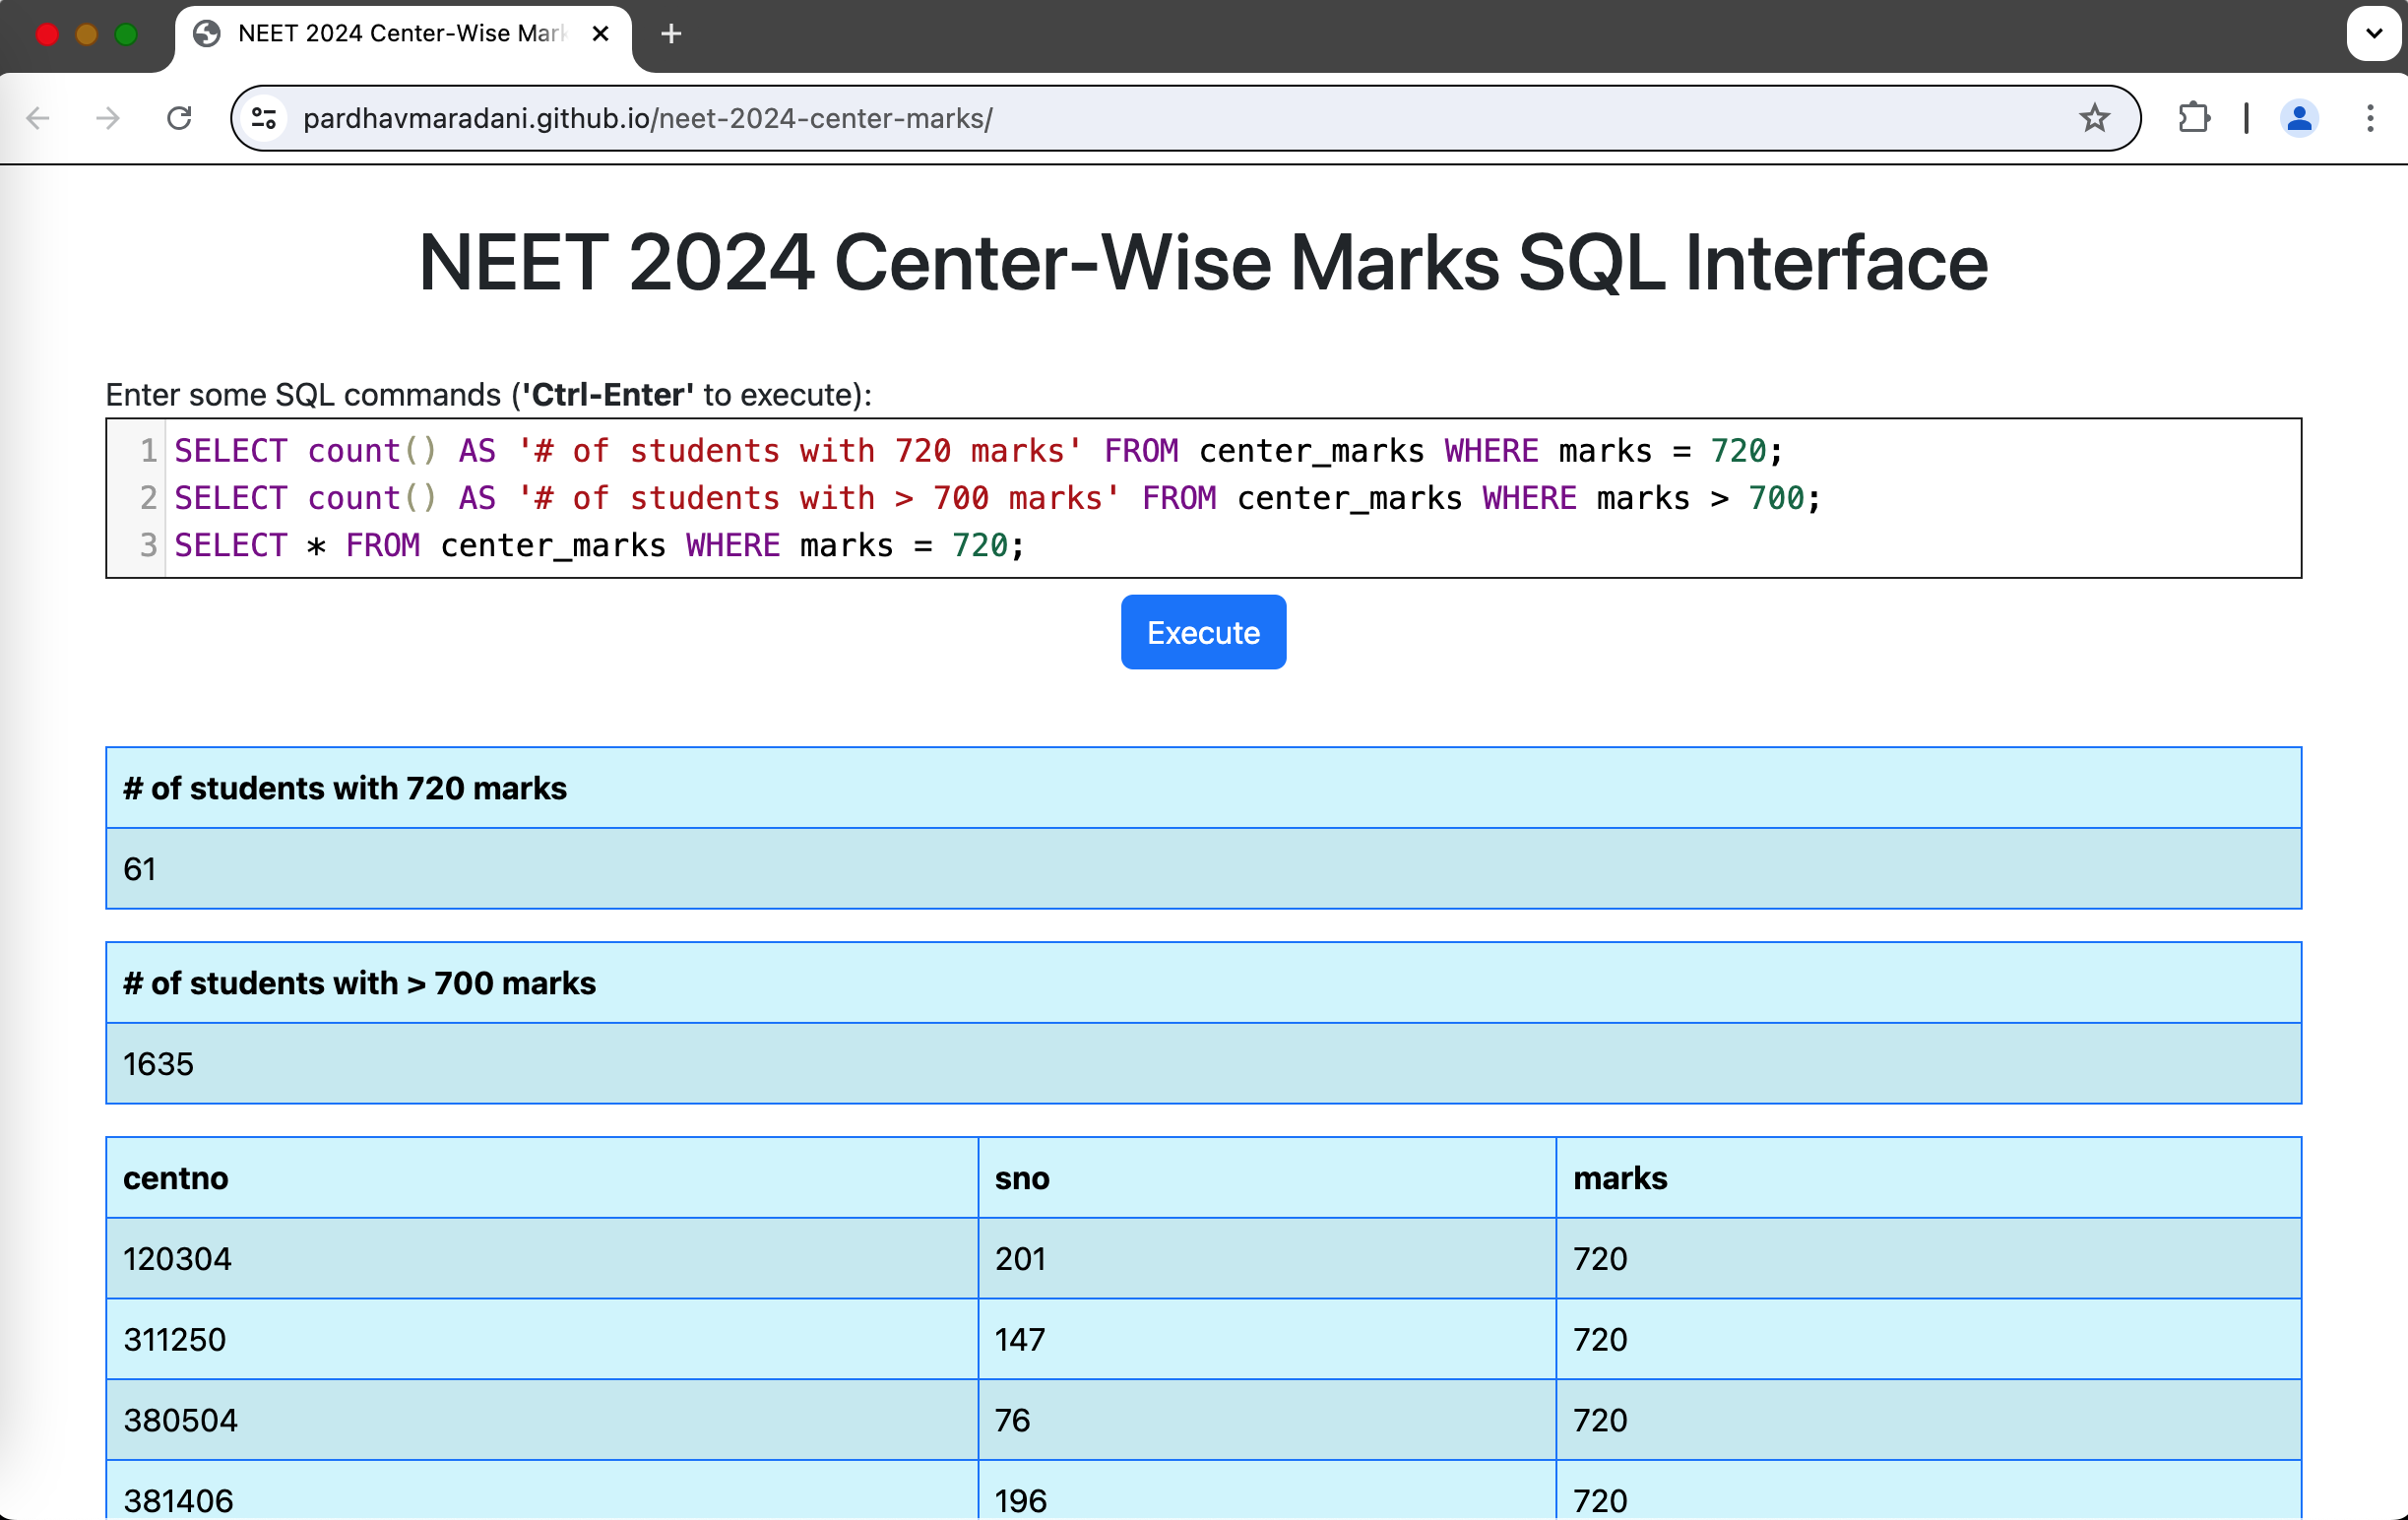 NEET 2024 Center-Wise Mark
pardhavmaradani.github.io/neet-2024-center-marks/
NEET 2024 Center-Wise Marks SQL Interface
Enter some SQL commands ('Ctrl-Enter' to execute):
1 SELECT count() AS '# of students with 720 marks' FROM center_marks WHERE marks = 720;
2 SELECT count() AS '# of students with > 700 marks' FROM center_marks WHERE marks > 700;
3 SELECT * FROM center_marks WHERE marks = 720;
Execute
# of students with 720 marks
61
# of students with > 700 marks
1635
centno sno marks
120304 201 720
311250 147 720
380504 76 720
381406 196 720